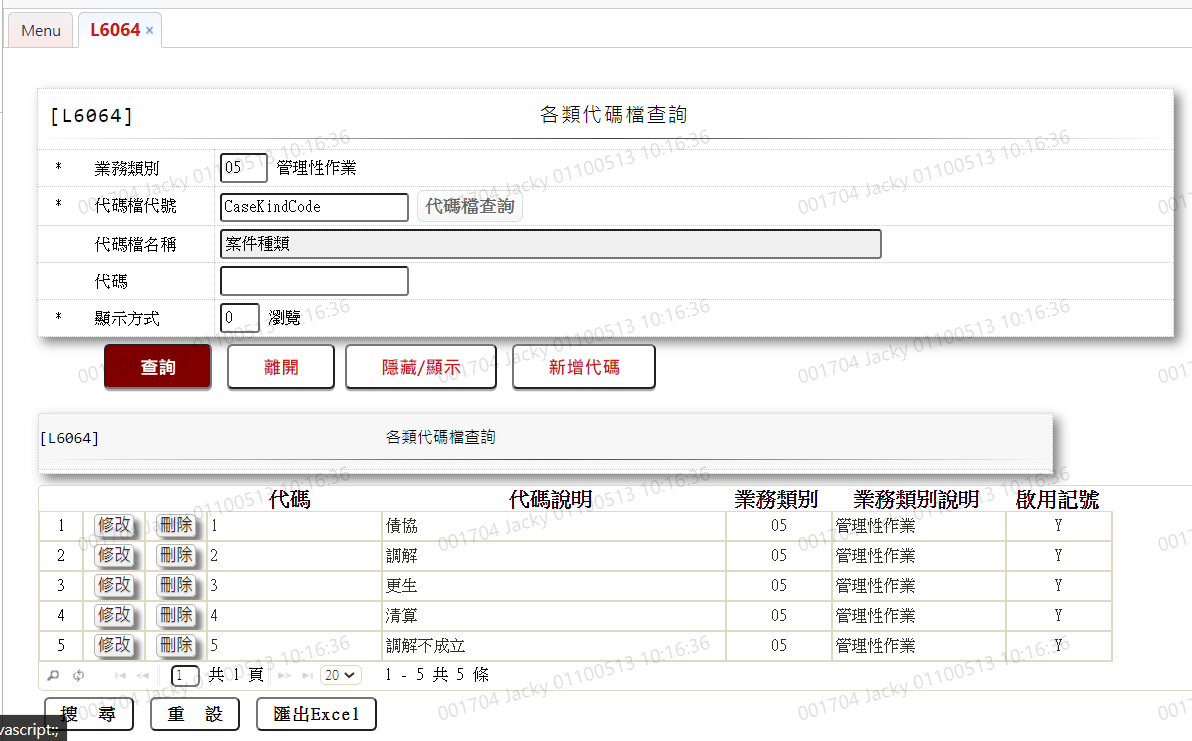 Menu L6064 ×
[L6064] 各類代碼檔查詢
* 業務類別 05 管理性作業
* 代碼檔代號 CaseKindCode 代碼檔查詢
代碼檔名稱 案件種類
代碼
* 顯示方式 0 瀏覽
查詢 離開 隱藏/顯示 新增代碼
[L6064] 各類代碼檔查詢
代碼 代碼說明 業務類別 業務類別說明 啟用記號
1 修改 刪除 1 債協 05 管理性作業 Y
2 修改 刪除 2 調解 05 管理性作業 Y
3 修改 刪除 3 更生 05 管理性作業 Y
4 修改 刪除 4 清算 05 管理性作業 Y
5 修改 刪除 5 調解不成立 05 管理性作業 Y
1 共 1 頁 20 1 - 5 共 5 條
搜 尋 重 設 匯出Excel
vascript:;
001704 Jacky 01100513 10:16:36